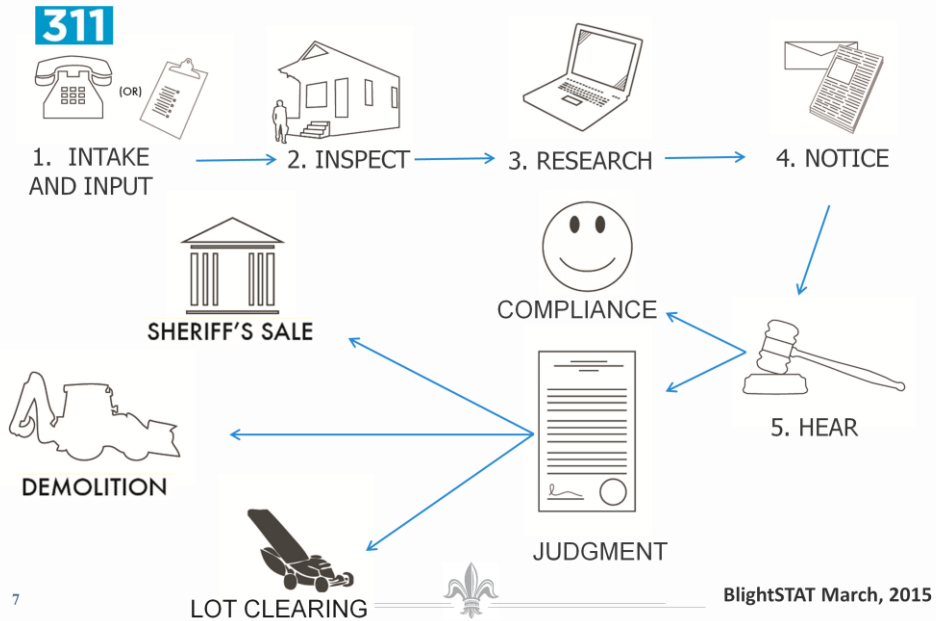 311
(OR)
1. INTAKE
AND INPUT
2. INSPECT
3. RESEARCH
4. NOTICE
COMPLIANCE
SHERIFF'S SALE
5. HEAR
DEMOLITION
JUDGMENT
LOT CLEARING
7
BlightSTAT March, 2015